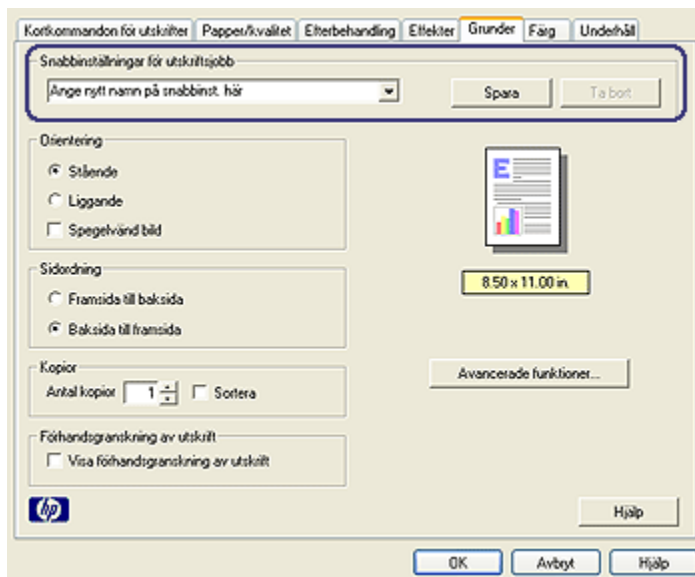 Kortkommandon för utskrifter Papper/kvalitet Efterbehandling Effekter Grunder Färg Underhåll
Snabbinställningar för utskriftsjobb
Ange nytt namn på snabbinst. här Spara Ta bort
Orientering
Stående
Liggande
Spegelvänd bild
E
8.50 x 11.00 in.
Sidordning
Framsida till baksida
Baksida till framsida
Kopior
Antal kopior 1 Sortera
Avancerade funktioner...
Förhandsgranskning av utskrift
Visa förhandsgranskning av utskrift
hp
Hjälp
OK Avbryt Hjälp